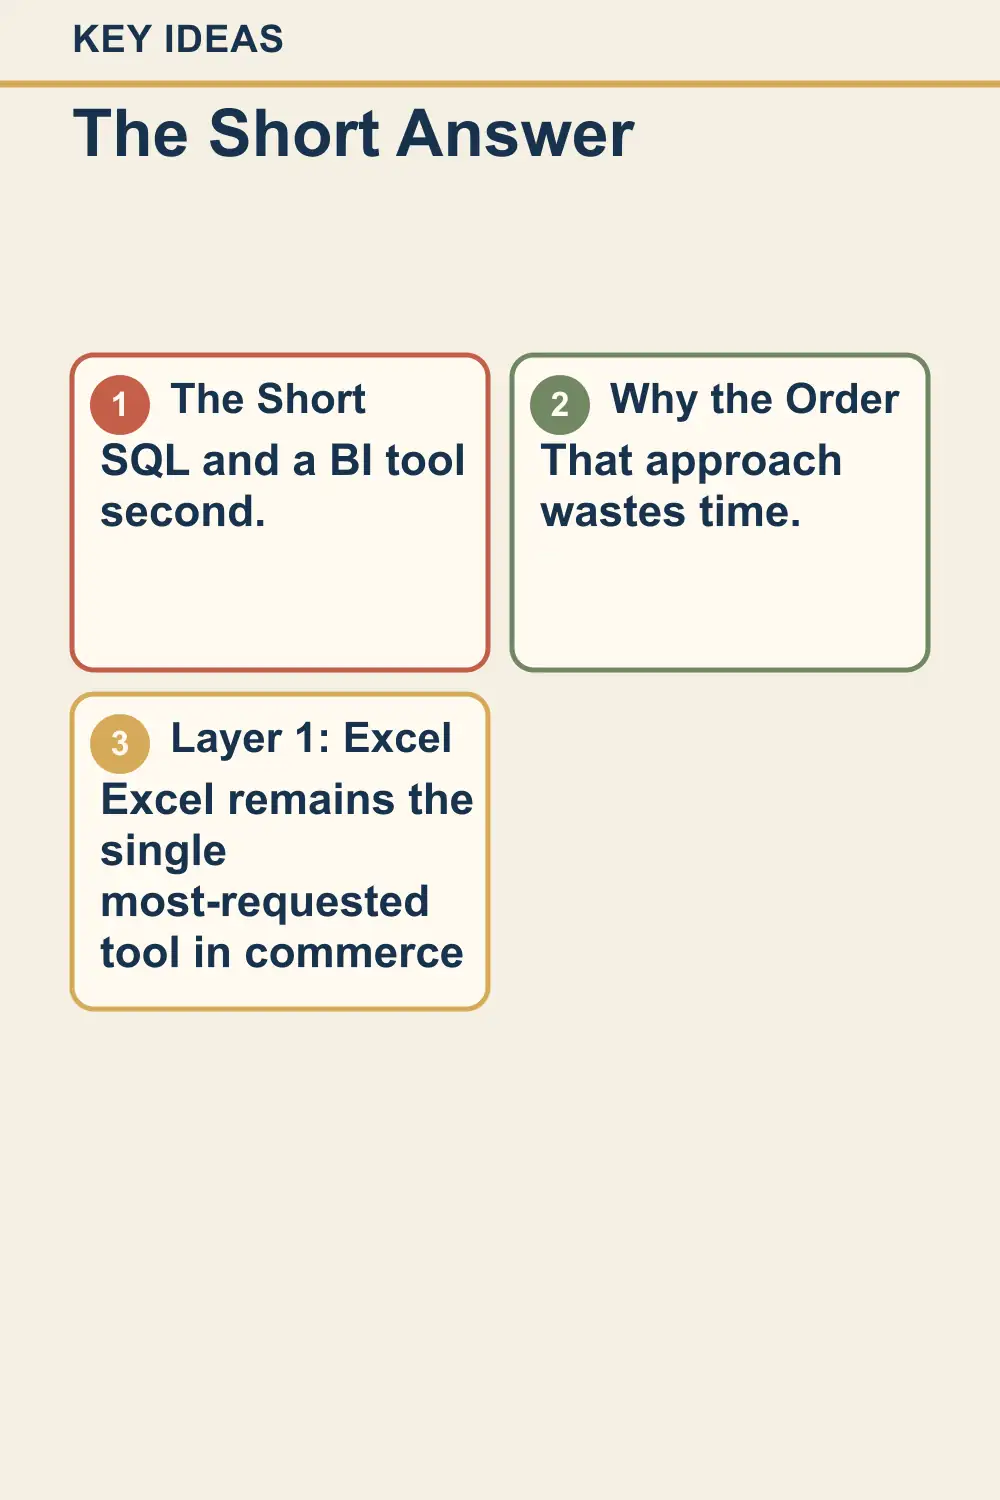 KEY IDEAS
The Short Answer
1
The Short
SQL and a BI tool
second.
2
Why the Order
That approach
wastes time.
3
Layer 1: Excel
Excel remains the
single
most-requested
tool in commerce